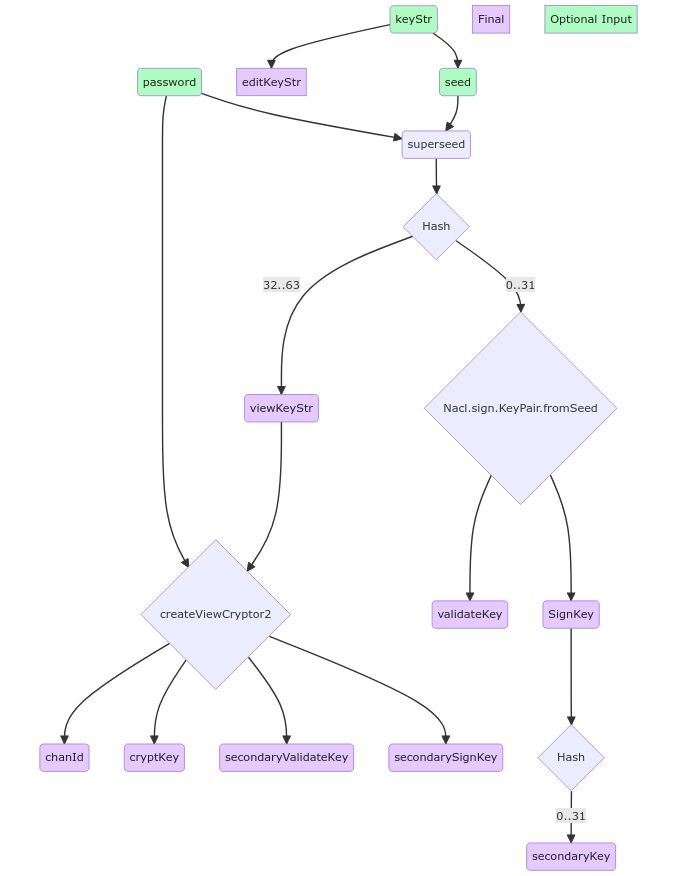 keyStr
Final
Optional Input
password
editKeyStr
seed
superseed
Hash
32..63
0..31
viewKeyStr
Nacl.sign.KeyPair.fromSeed
createViewCryptor2
validateKey
SignKey
chanId
cryptKey
secondaryValidateKey
secondarySignKey
Hash
0..31
secondaryKey